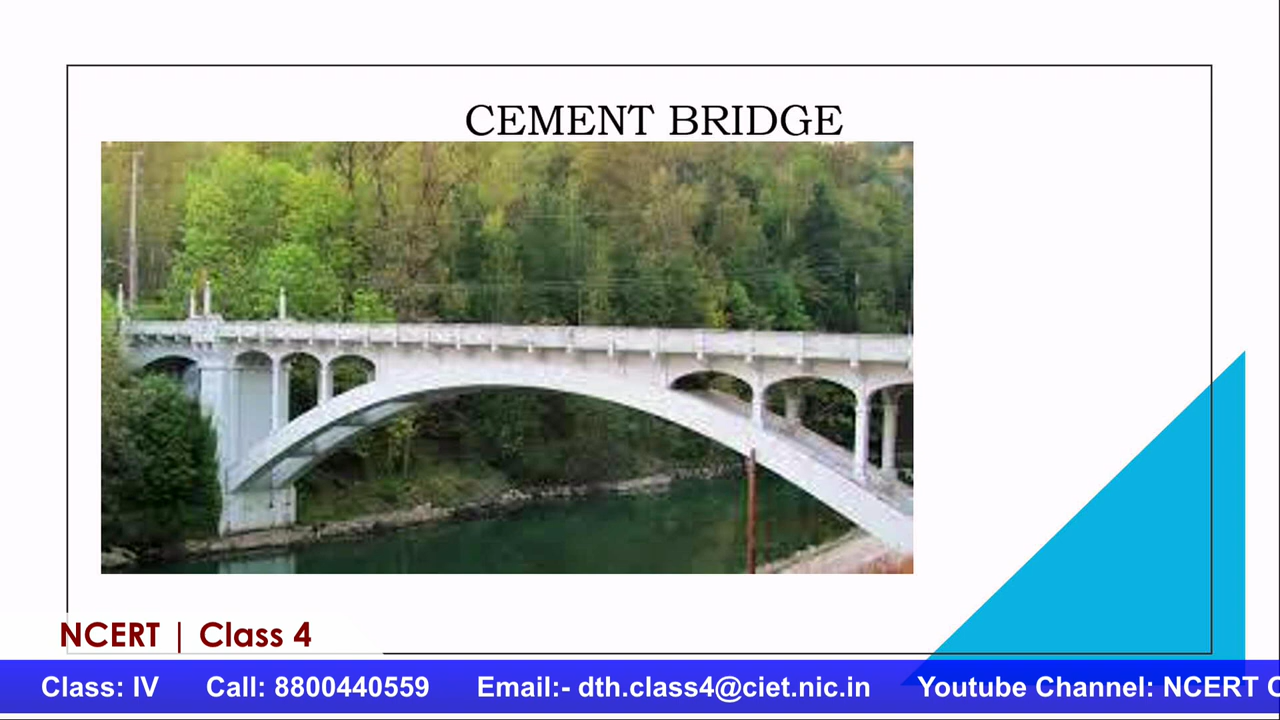 CEMENT BRIDGE
NCERT | Class 4
Class: IV Call: 8800440559 Email:- dth.class4@ciet.nic.in Youtube Channel: NCERT